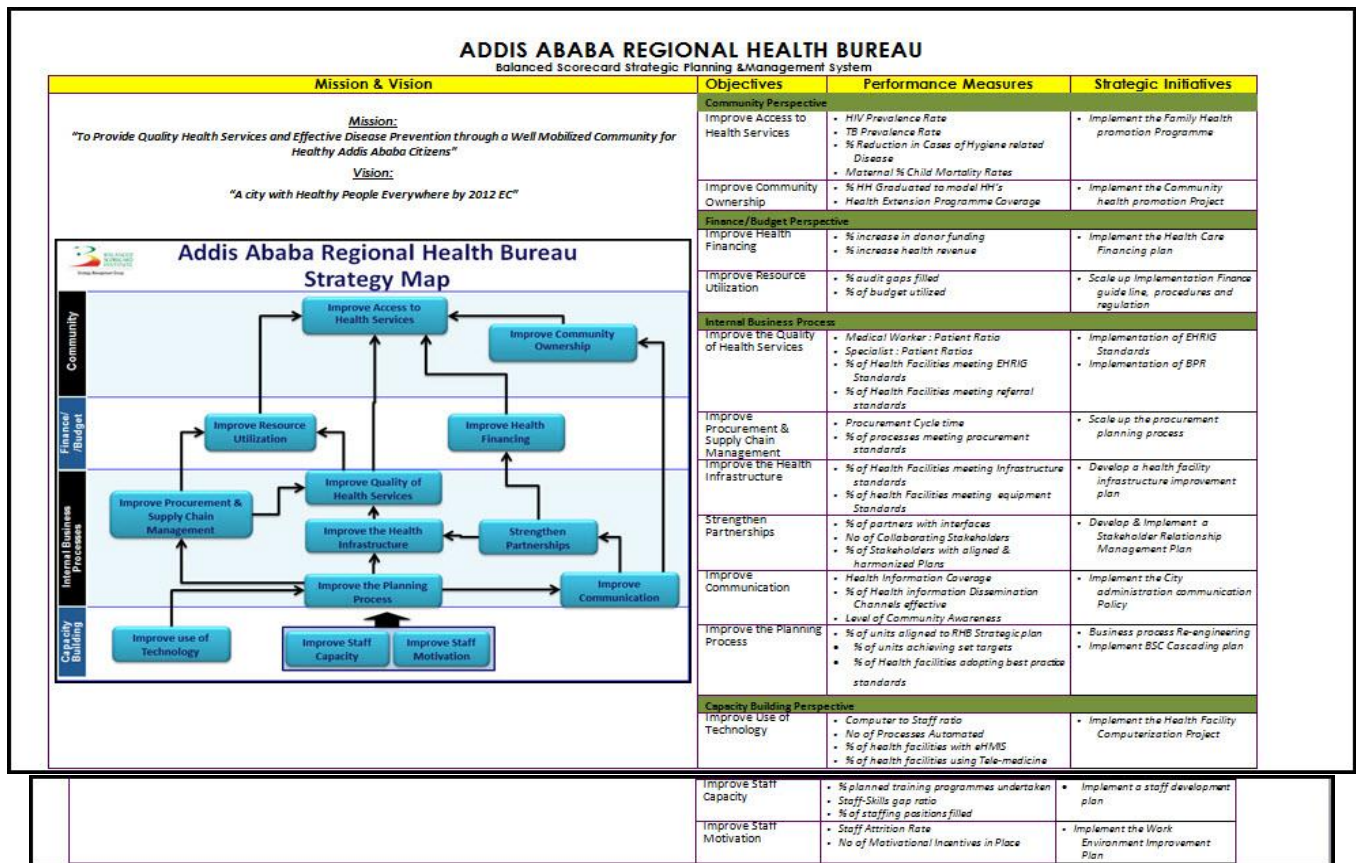 ADDIS ABABA REGIONAL HEALTH BUREAU
Balanced Scorecard Strategic Planning &Management System
Mission & Vision
Mission:
"To Provide Quality Health Services and Effective Disease Prevention through a Well Mobilized Community for
Healthy Addis Ababa Citizens"
Vision:
"A city with Healthy People Everywhere by 2012 EC"
Addis Ababa Regional Health Bureau
Strategy Map
Community
Improve Access to
Health Services
Improve Community
Ownership
Finance/
/Budget
Improve Resource
Utilization
Improve Health
Financing
Internal Business
Processes
Improve Quality of
Health Services
Improve Procurement &
Supply Chain
Management
Improve the Health
Infrastructure
Strengthen
Partnerships
Improve the Planning
Process
Improve
Communication
Capacity
Building
Improve use of
Technology
Improve Staff
Capacity
Improve Staff
Motivation
Objectives
Performance Measures
Strategic Initiatives
Community Perspective
Improve Access to
Health Services
• HIV Prevalence Rate
• TB Prevalence Rate
• % Reduction in Cases of Hygiene related
Disease
• Maternal % Child Mortality Rates
• Implement the Family Health
promotion Programme
Improve Community
Ownership
• % HH Graduated to model HH's
• Health Extension Programme Coverage
• Implement the Community
health promotion Project
Finance/Budget Perspective
Improve Health
Financing
• % increase in donor funding
• % increase health revenue
• Implement the Health Care
Financing plan
Improve Resource
Utilization
• % audit gaps filled
• % of budget utilized
• Scale up Implementation Finance
guide line, procedures and
regulation
Internal Business Process
Improve the Quality
of Health Services
• Medical Worker : Patient Ratio
• Specialist : Patient Ratios
• % of Health Facilities meeting EHRIG
Standards
• % of Health Facilities meeting referral
standards
• Implementation of EHRIG
Standards
• Implementation of BPR
Improve
Procurement &
Supply Chain
Management
• Procurement Cycle time
• % of processes meeting procurement
standards
• Scale up the procurement
planning process
Improve the Health
Infrastructure
• % of Health Facilities meeting Infrastructure
standards
• % of health Facilities meeting equipment
Standards
• Develop a health facility
infrastructure improvement
plan
Strengthen
Partnerships
• % of partners with interfaces
• No of Collaborating Stakeholders
• % of Stakeholders with aligned &
harmonized Plans
• Develop & Implement a
Stakeholder Relationship
Management Plan
Improve
Communication
• Health Information Coverage
• % of Health information Dissemination
Channels effective
• Level of Community Awareness
• Implement the City
administration communication
Policy
Improve the Planning
Process
• % of units aligned to RHB Strategic plan
• % of units achieving set targets
• % of Health facilities adopting best practice
standards
• Business process Re-engineering
• Implement BSC Cascading plan
Capacity Building Perspective
Improve Use of
Technology
• Computer to Staff ratio
• No of Processes Automated
• % of health facilities with eHMIS
• % of health facilities using Tele-medicine
• Implement the Health Facility
Computerization Project
Improve Staff
Capacity
• % planned training programmes undertaken
• Staff-Skills gap ratio
• % of staffing positions filled
• Implement a staff development
plan
Improve Staff
Motivation
• Staff Attrition Rate
• No of Motivational Incentives in Place
• Implement the Work
Environment Improvement
Plan